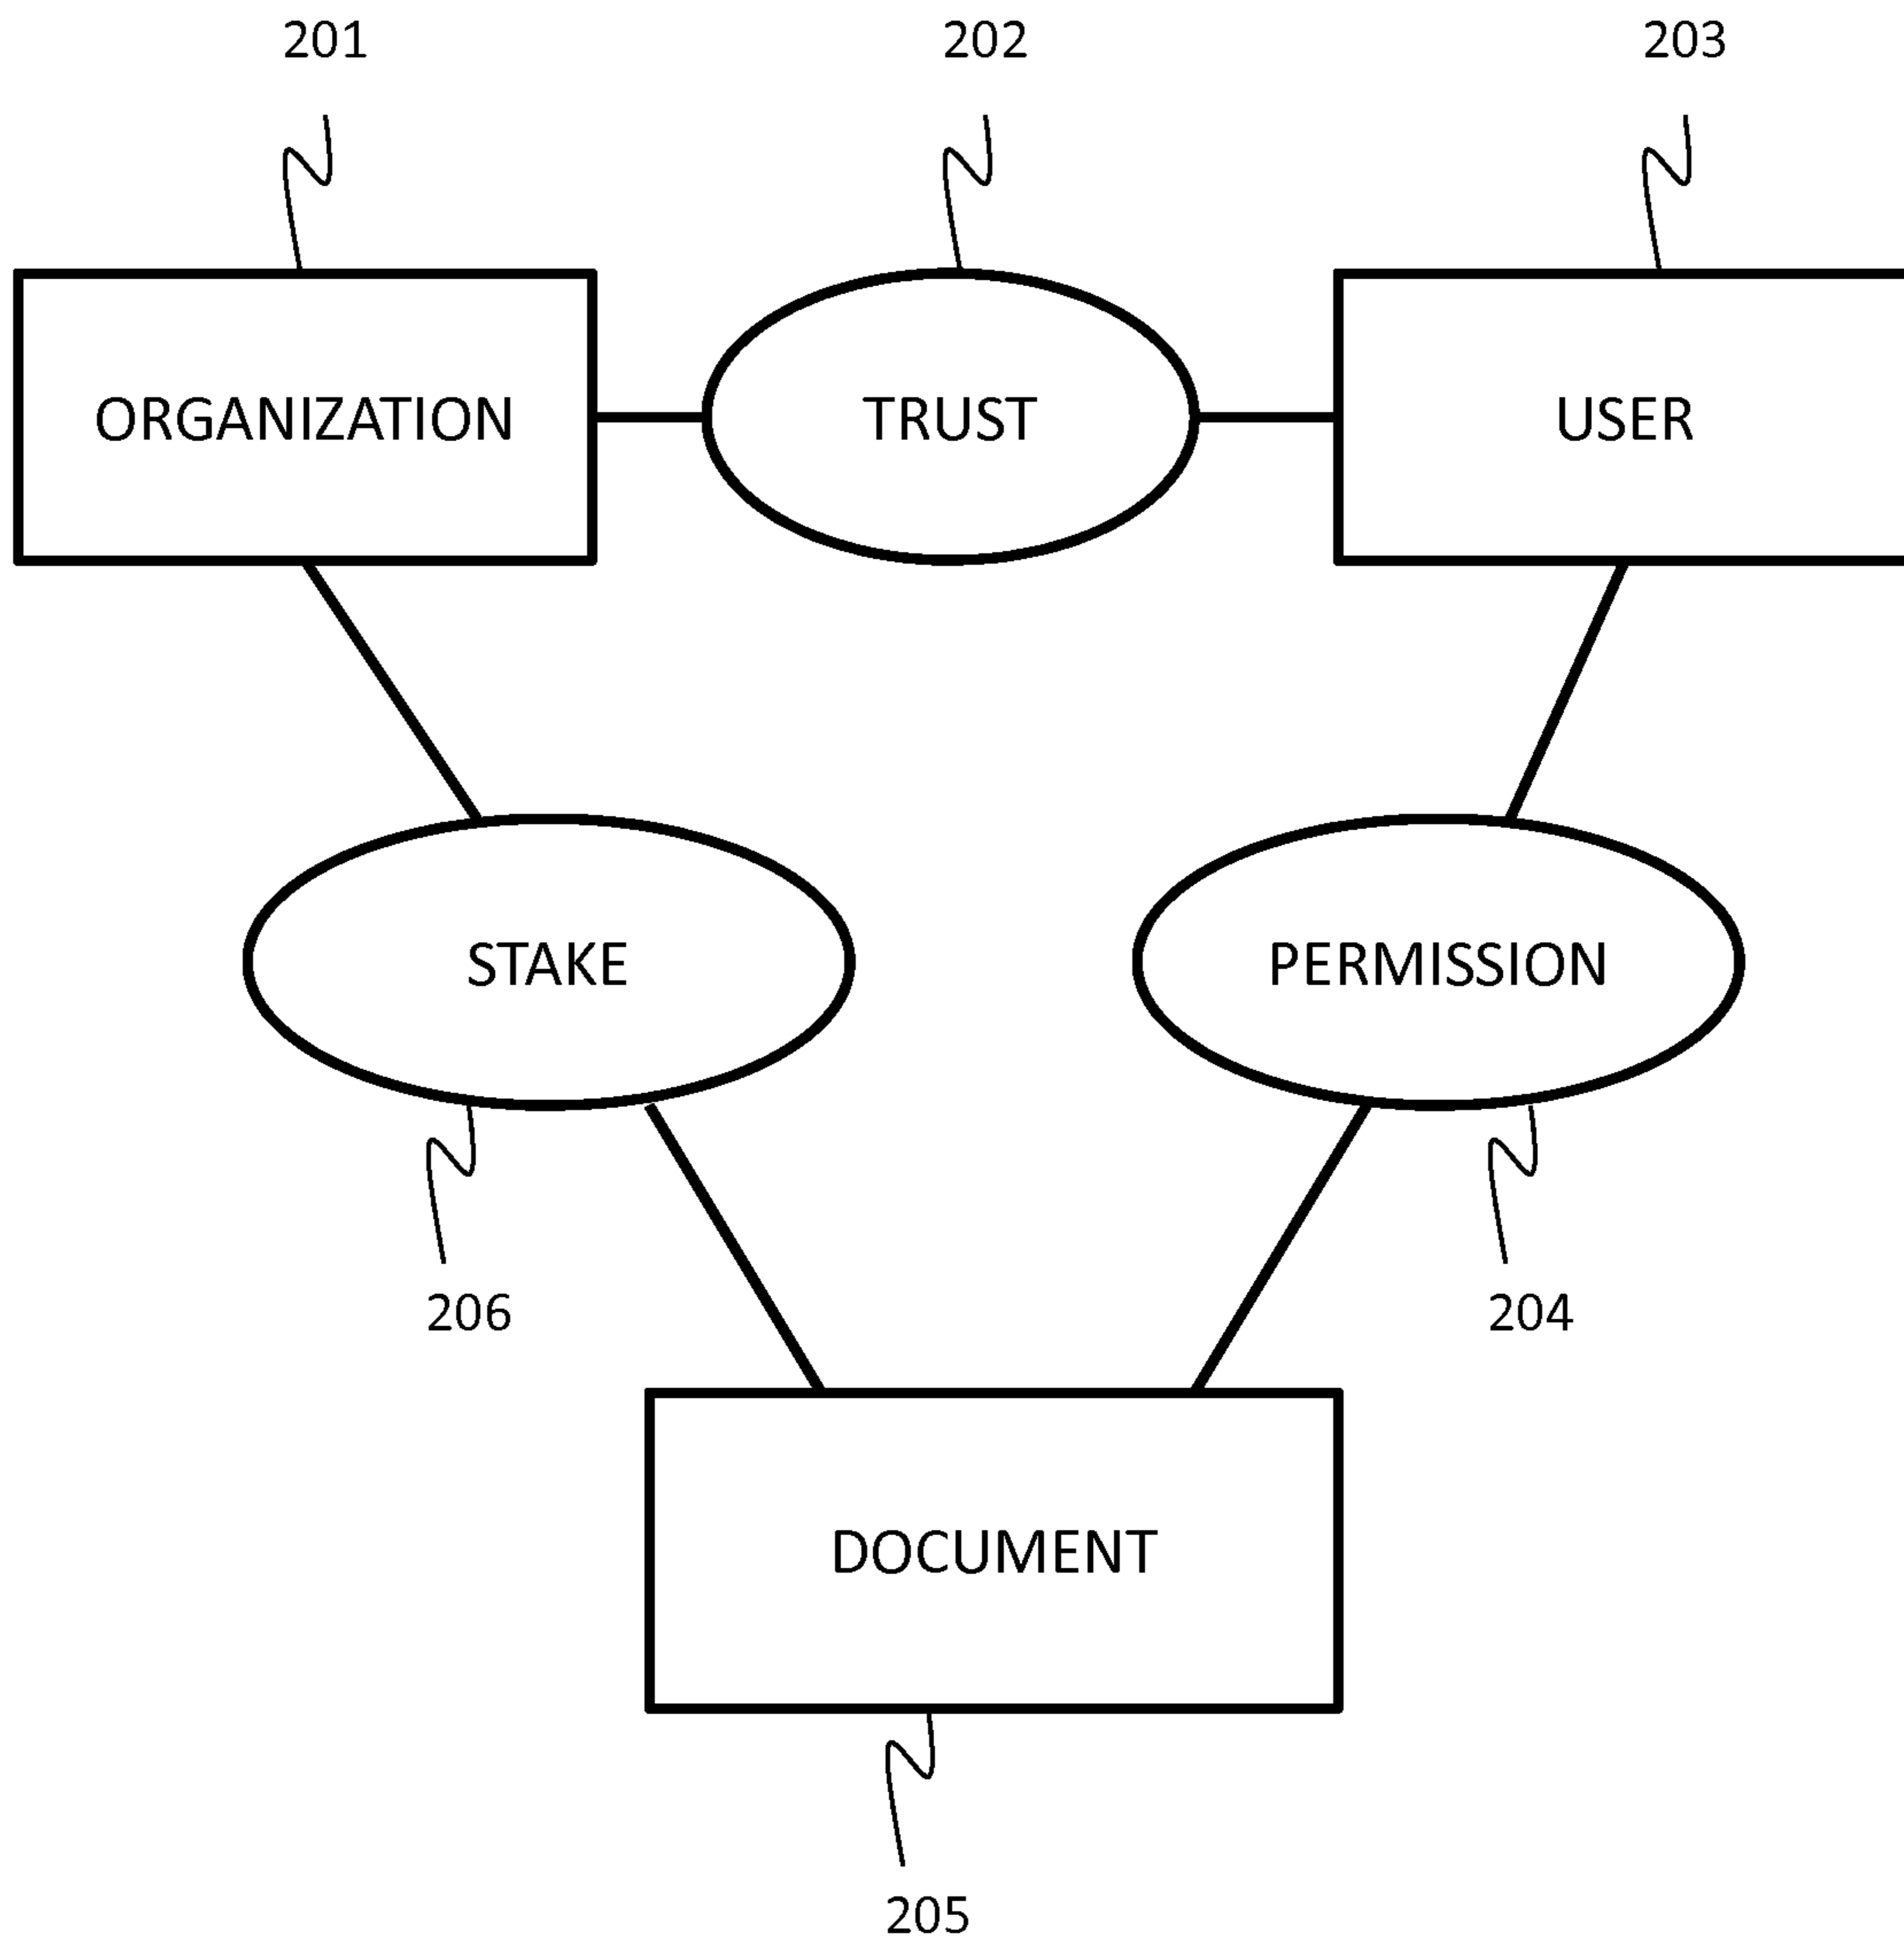 201
202
203
ORGANIZATION
TRUST
USER
STAKE
PERMISSION
206
204
DOCUMENT
205